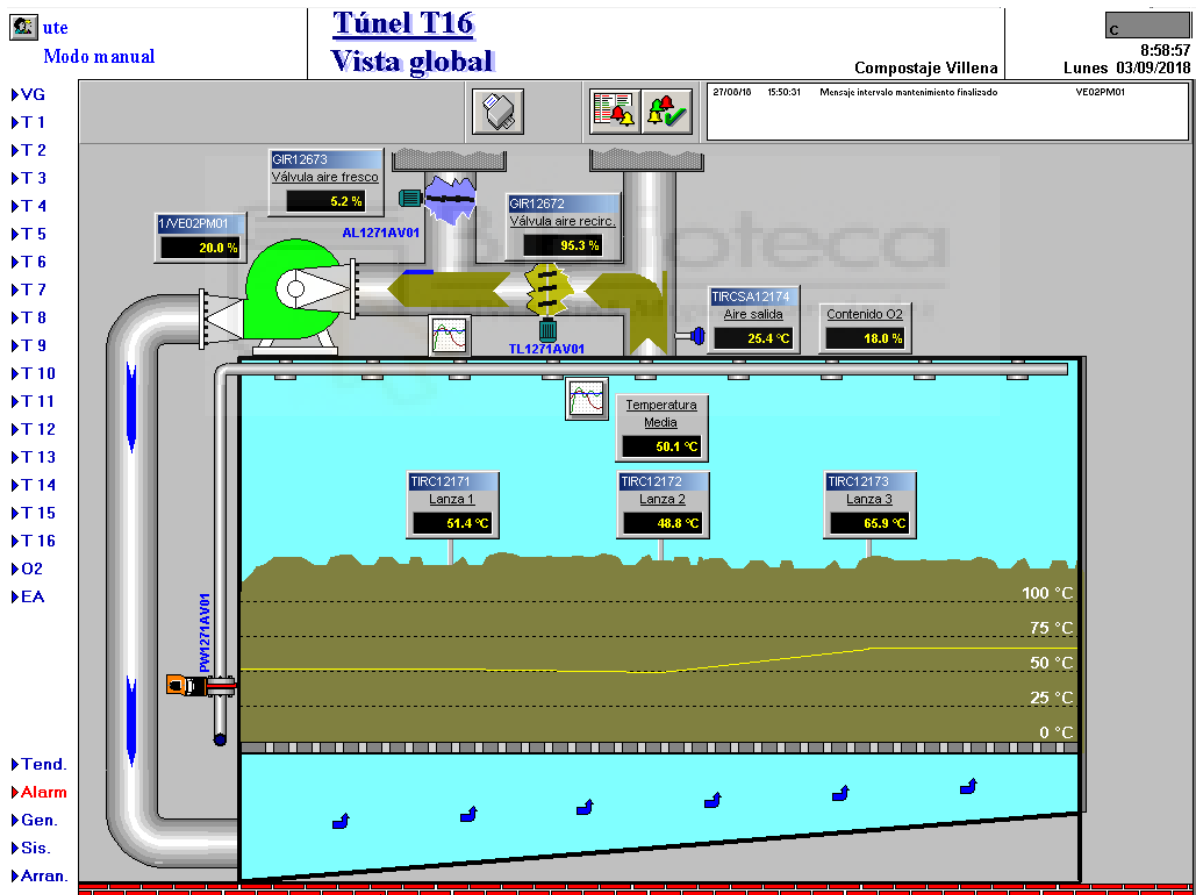 ute
Modo manual
Túnel T16
Vista global
Compostaje Villena
C
8:58:57
Lunes 03/09/2018
27/08/18 15:50:31 Mensaje intervalo mantenimiento finalizado VE02PM01
VG
T 1
T 2
T 3
T 4
T 5
T 6
T 7
T 8
T 9
T 10
T 11
T 12
T 13
T 14
T 15
T 16
O2
EA
Tend.
Alarm
Gen.
Sis.
Arran.
GIR12673
Válvula aire fresco
5.2 %
AL1271AV01
1/VE02PM01
20.0 %
GIR12672
Válvula aire recirc.
95.3 %
TL1271AV01
TIRCSA12174
Aire salida
25.4 °C
Contenido O2
18.0 %
Temperatura
Media
50.1 °C
TIRC12171
Lanza 1
51.4 °C
TIRC12172
Lanza 2
48.8 °C
TIRC12173
Lanza 3
65.9 °C
PW1271AV01
100 °C
75 °C
50 °C
25 °C
0 °C